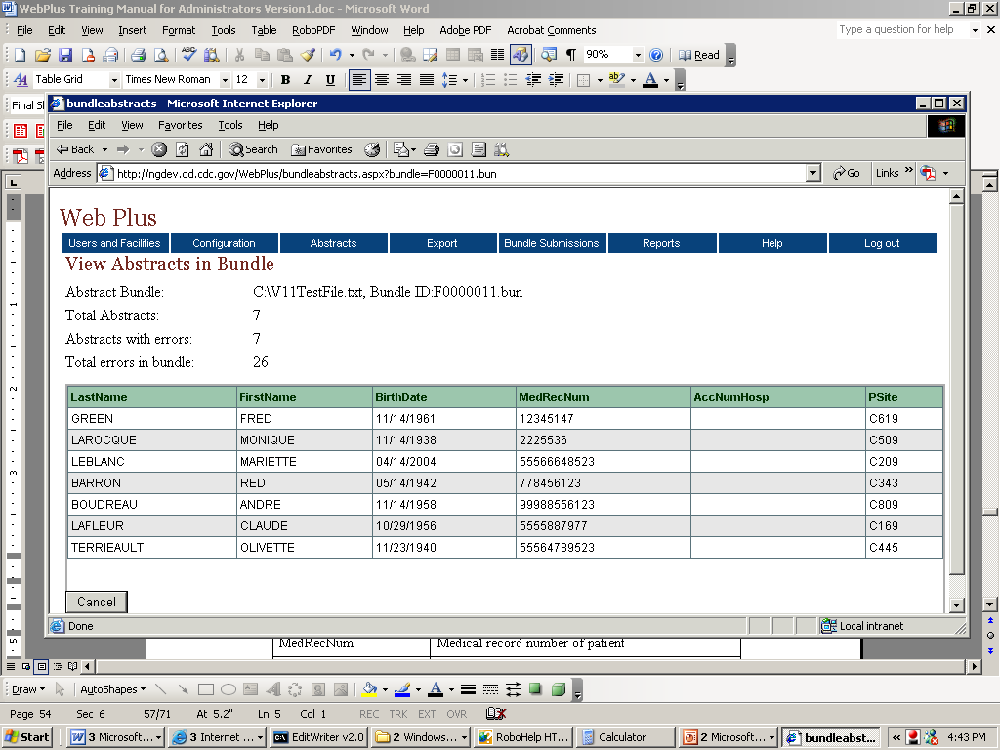 WebPlus Training Manual for Administrators Version1.doc - Microsoft Word
File Edit View Insert Format Tools Table RoboPDF Window Help Adobe PDF Acrobat Comments Type a question for help
90% Read
Table Grid Times New Roman 12 B I U
Final
bundleabstracts - Microsoft Internet Explorer
File Edit View Favorites Tools Help
Back Search Favorites
Address http://ngdev.od.cdc.gov/WebPlus/bundleabstracts.aspx?bundle=F0000011.bun Go Links »
Web Plus
Users and Facilities Configuration Abstracts Export Bundle Submissions Reports Help Log out
View Abstracts in Bundle
Abstract Bundle: C:\V11TestFile.txt, Bundle ID:F0000011.bun
Total Abstracts: 7
Abstracts with errors: 7
Total errors in bundle: 26
LastName FirstName BirthDate MedRecNum AccNumHosp PSite
GREEN FRED 11/14/1961 12345147 C619
LAROCQUE MONIQUE 11/14/1938 2225536 C509
LEBLANC MARIETTE 04/14/2004 55566648523 C209
BARRON RED 05/14/1942 778456123 C343
BOUDREAU ANDRE 11/14/1958 99988556123 C809
LAFLEUR CLAUDE 10/29/1956 5555887977 C169
TERRIEAULT OLIVETTE 11/23/1940 55564789523 C445
Cancel
Done Local intranet
MedRecNum Medical record number of patient
Draw AutoShapes
Page 54 Sec 6 57/71 At 5.2" Ln 5 Col 1 REC TRK EXT OVR
Start 3 Microsoft... 3 Internet ... EditWriter v2.0 2 Windows... RoboHelp HT... Calculator 2 Microsoft... bundleabst... « 4:43 PM